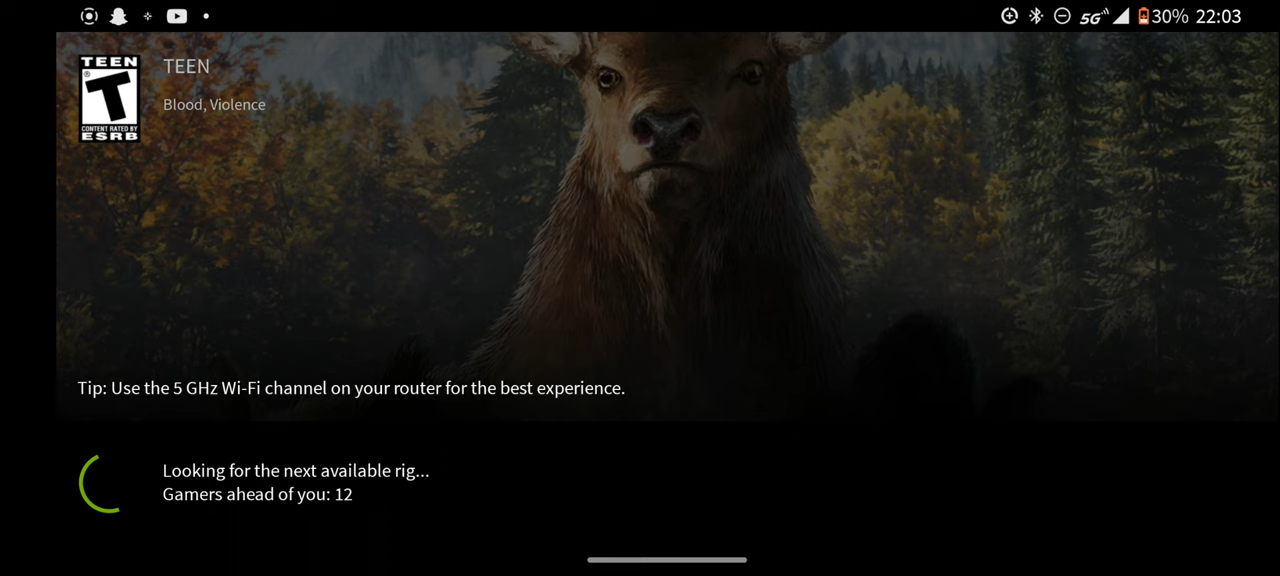 5G 30% 22:03
TEEN
T
®
CONTENT RATED BY
ESRB
TEEN
Blood, Violence
Tip: Use the 5 GHz Wi-Fi channel on your router for the best experience.
Looking for the next available rig...
Gamers ahead of you: 12